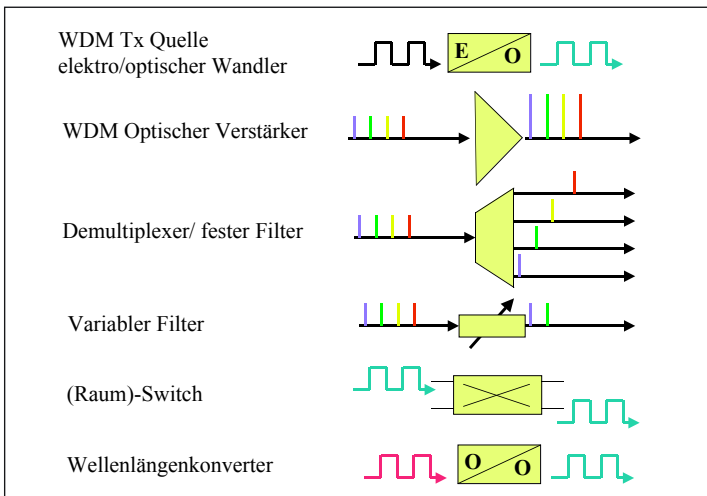 WDM Tx Quelle
elektro/optischer Wandler
E O
WDM Optischer Verstärker
Demultiplexer/ fester Filter
Variabler Filter
(Raum)-Switch
Wellenlängenkonverter
O O